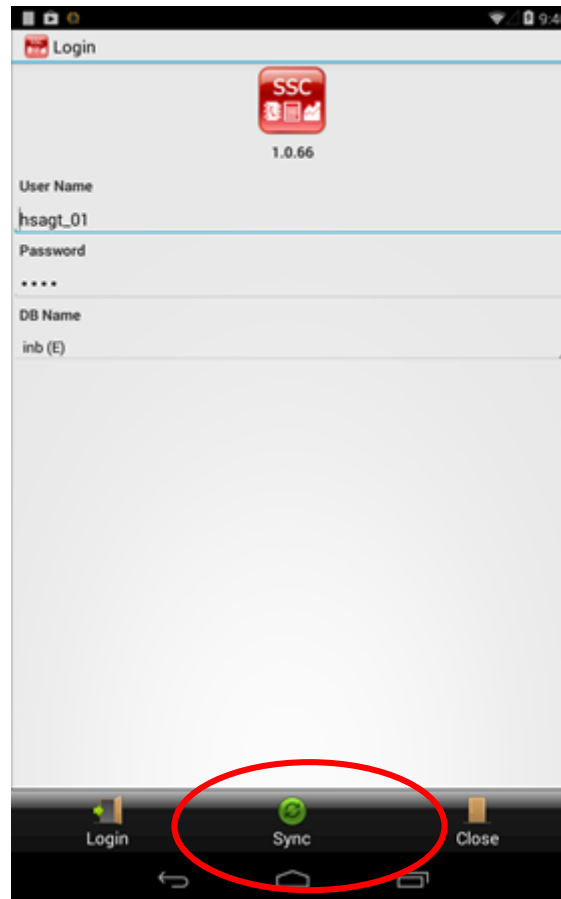 9:4
Login
SSC
1.0.66
User Name
hsagt_01
Password
••••
DB Name
inb (E)
Login Sync Close